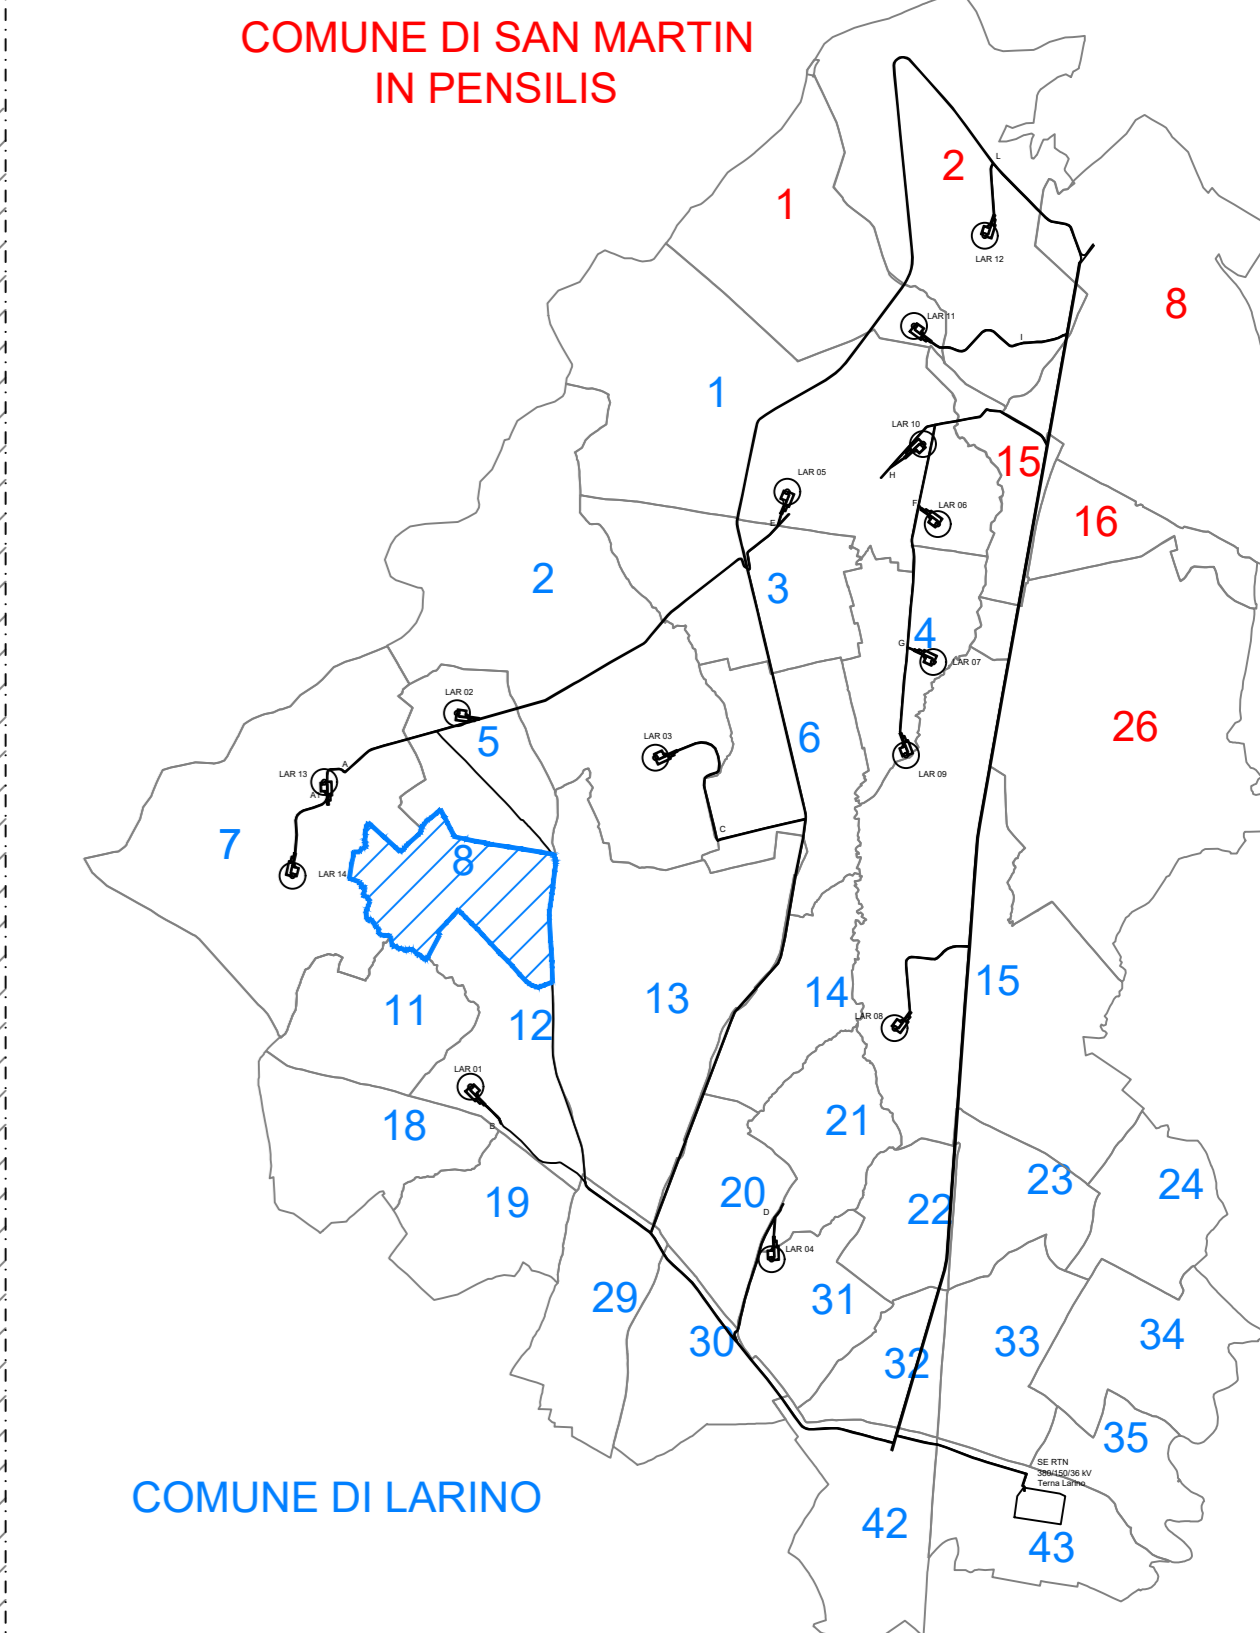 COMUNE DI SAN MARTIN
IN PENSILIS
L
2
1
LAR 12
8
LAR 11
I
1
LAR 10
15
H
LAR 05
F
LAR 06
16
E
2
3
4
G
LAR 07
LAR 02
5
6
26
LAR 03
LAR 09
A
LAR 13
A1
C
7
8
LAR 14
13
14
15
11
12
LAR 08
LAR 01
B
18
21
19
20
22
23
24
D
LAR 04
29
31
30
32
33
34
35
SE RTN
380/150/36 kV
Terna Larino
COMUNE DI LARINO
42
43